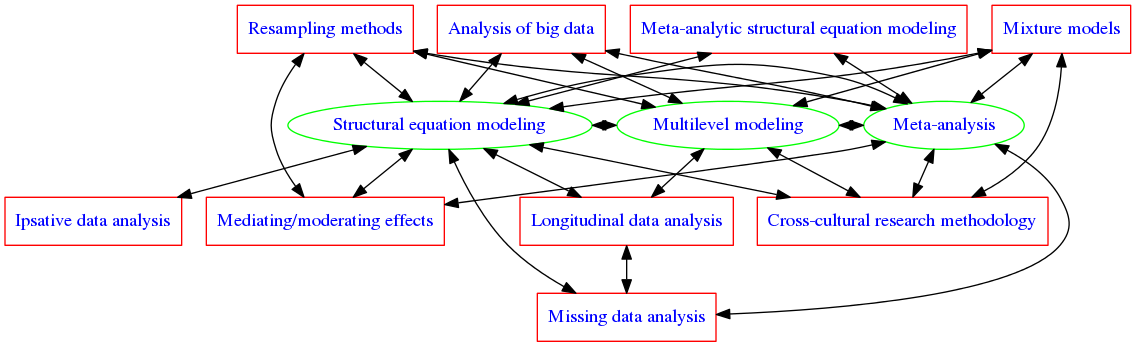 Resampling methods
Analysis of big data
Meta-analytic structural equation modeling
Mixture models
Structural equation modeling
Multilevel modeling
Meta-analysis
Ipsative data analysis
Mediating/moderating effects
Longitudinal data analysis
Cross-cultural research methodology
Missing data analysis